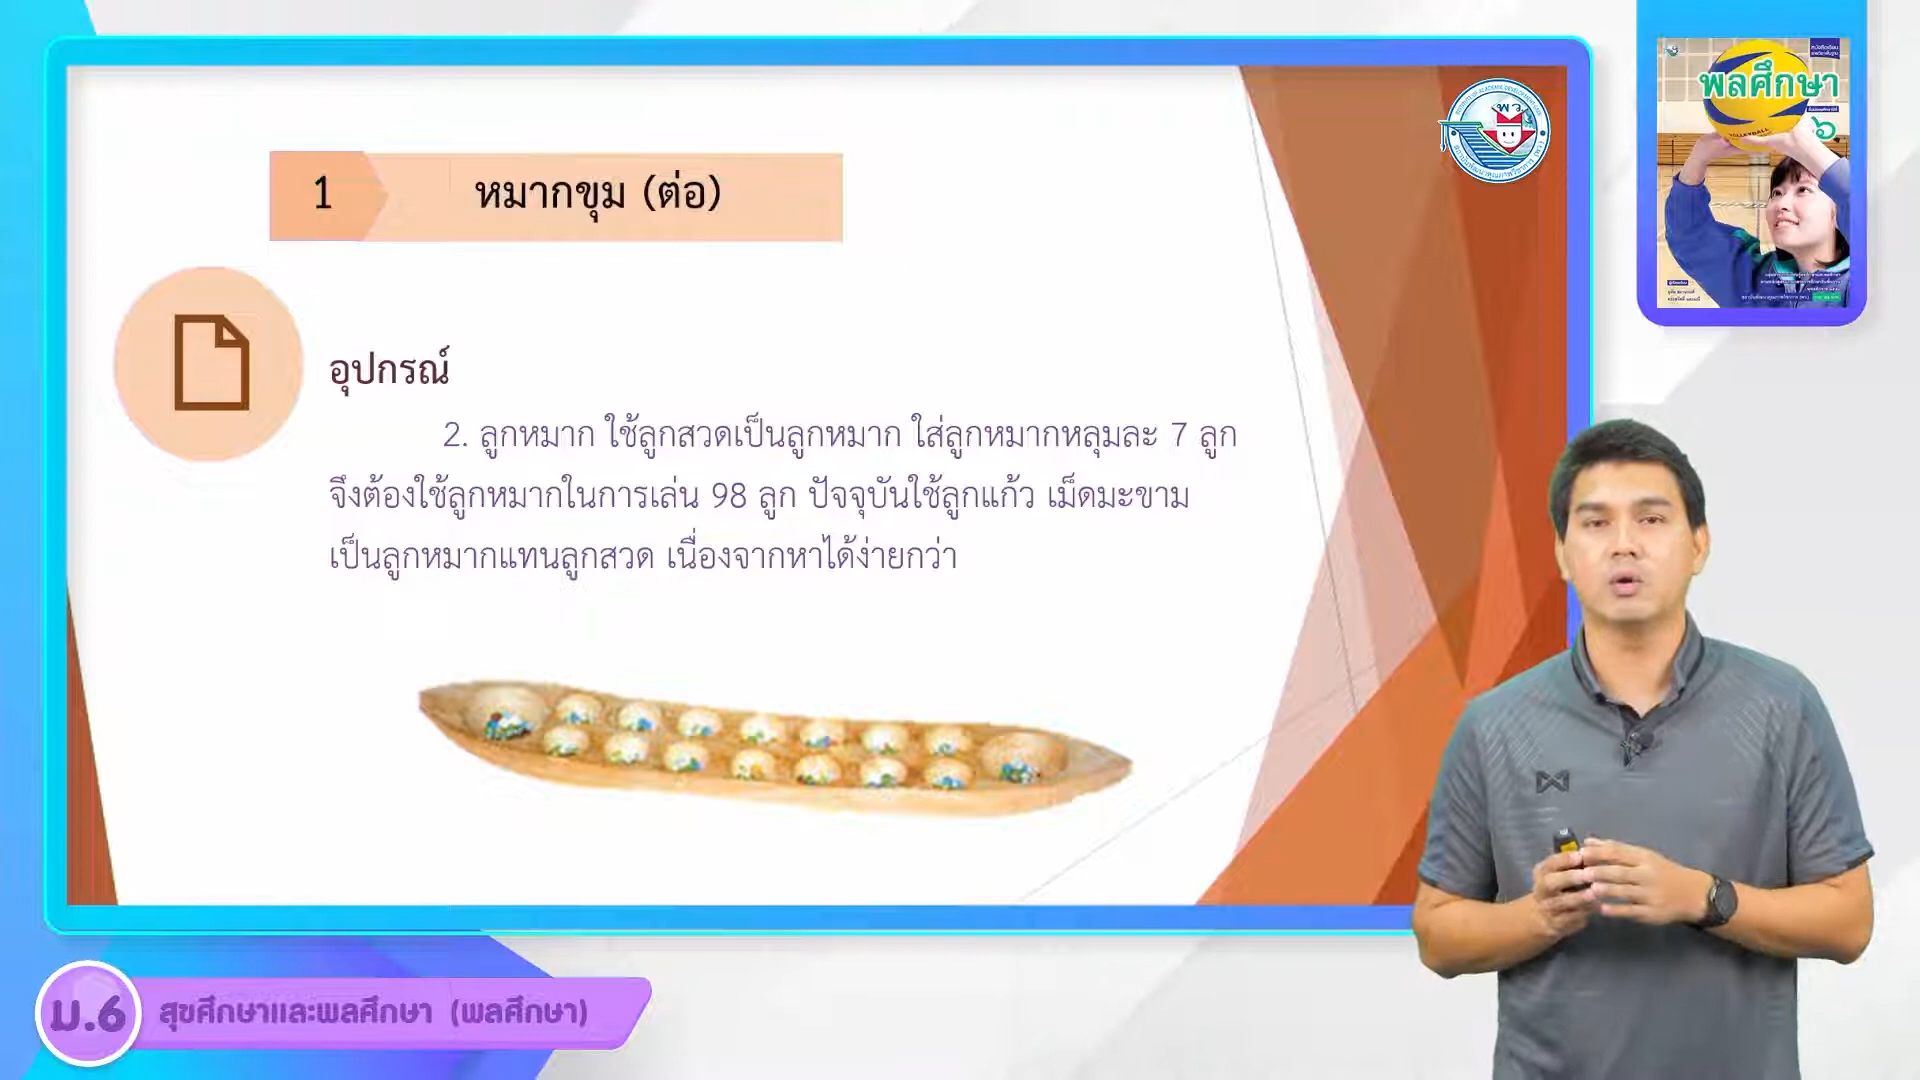 1 หมากขุม (ต่อ)
อุปกรณ์
2. ลูกหมาก ใช้ลูกสวดเป็นลูกหมาก ใส่ลูกหมากหลุมละ 7 ลูก
จึงต้องใช้ลูกหมากในการเล่น 98 ลูก ปัจจุบันใช้ลูกแก้ว เม็ดมะขาม
เป็นลูกหมากแทนลูกสวด เนื่องจากหาได้ง่ายกว่า
พว.
พลศึกษา
๖
VOLLEYBALL
ม.6 สุขศึกษาและพลศึกษา (พลศึกษา)